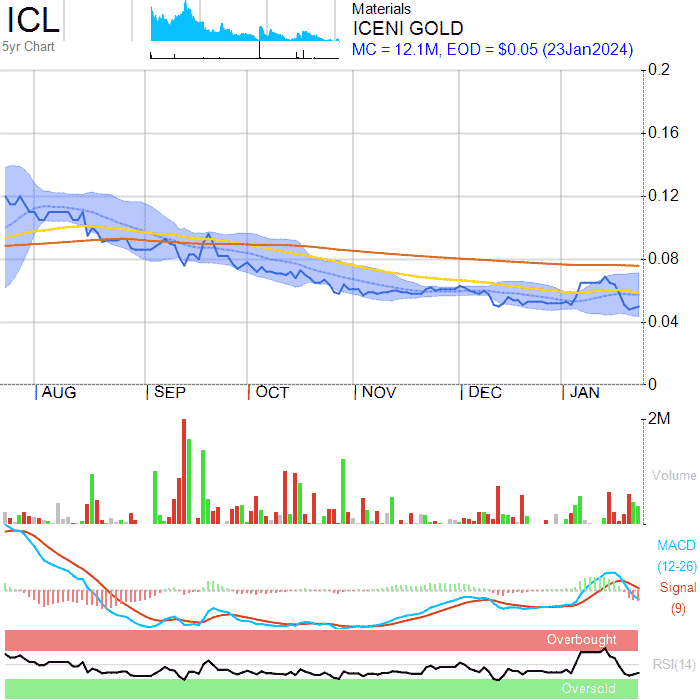 ICL
5yr Chart
Materials
ICENI GOLD
MC = 12.1M, EOD = $0.05 (23Jan2024)
0.2
0.16
0.12
0.08
0.04
0
AUG SEP OCT NOV DEC JAN
2M
Volume
MACD
(12-26)
Signal
(9)
Overbought
RSI(14)
Oversold